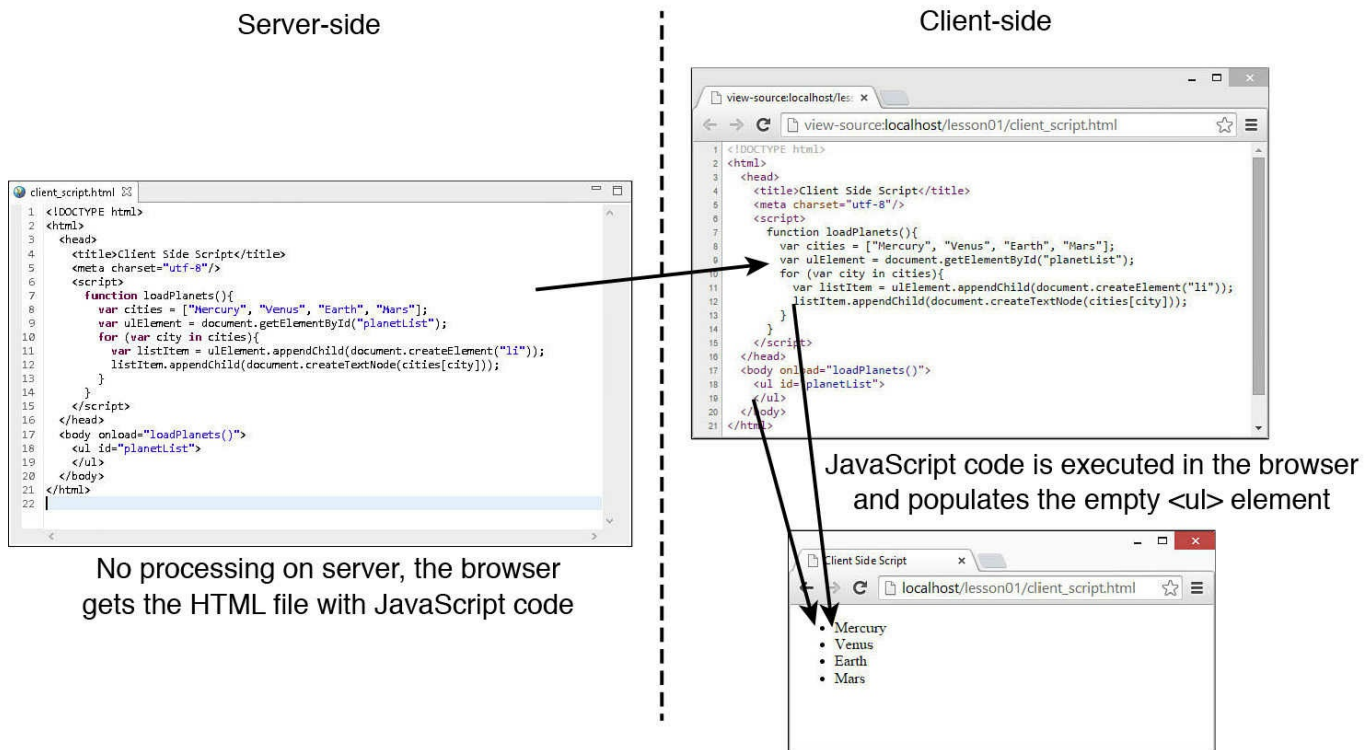 Server-side
client_script.html
1 <!DOCTYPE html>
2 <html>
3 <head>
4 <title>Client Side Script</title>
5 <meta charset="utf-8"/>
6 <script>
7 function loadPlanets(){
8 var cities = ["Mercury", "Venus", "Earth", "Mars"];
9 var ulElement = document.getElementById("planetList");
10 for (var city in cities){
11 var listItem = ulElement.appendChild(document.createElement("li"));
12 listItem.appendChild(document.createTextNode(cities[city]));
13 }
14 }
15 </script>
16 </head>
17 <body onload="loadPlanets()">
18 <ul id="planetList">
19 </ul>
20 </body>
21 </html>
22
No processing on server, the browser
gets the HTML file with JavaScript code
Client-side
view-source:localhost/les
view-source:localhost/lesson01/client_script.html
1 <!DOCTYPE html>
2 <html>
3 <head>
4 <title>Client Side Script</title>
5 <meta charset="utf-8"/>
6 <script>
7 function loadPlanets(){
8 var cities = ["Mercury", "Venus", "Earth", "Mars"];
9 var ulElement = document.getElementById("planetList");
10 for (var city in cities){
11 var listItem = ulElement.appendChild(document.createElement("li"));
12 listItem.appendChild(document.createTextNode(cities[city]));
13 }
14 }
15 </script>
16 </head>
17 <body onload="loadPlanets()">
18 <ul id="planetList">
19 </ul>
20 </body>
21 </html>
JavaScript code is executed in the browser
and populates the empty <ul> element
Client Side Script
localhost/lesson01/client_script.html
• Mercury
• Venus
• Earth
• Mars